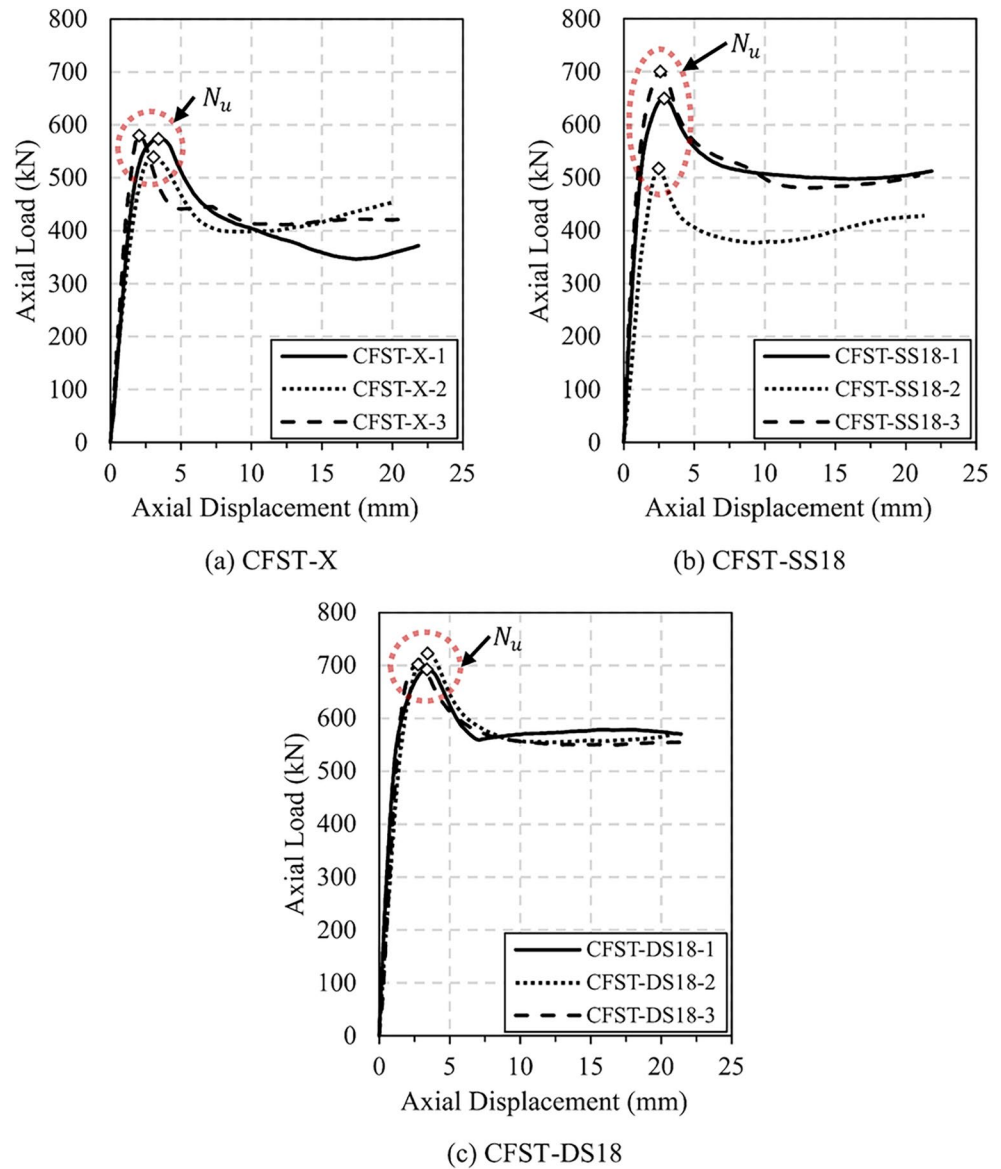 800
700
600
500
400
300
200
100
0
Axial Load (kN)
N_u
CFST-X-1
CFST-X-2
CFST-X-3
0 5 10 15 20 25
Axial Displacement (mm)
(a) CFST-X
800
700
600
500
400
300
200
100
0
Axial Load (kN)
N_u
CFST-SS18-1
CFST-SS18-2
CFST-SS18-3
0 5 10 15 20 25
Axial Displacement (mm)
(b) CFST-SS18
800
700
600
500
400
300
200
100
0
Axial Load (kN)
N_u
CFST-DS18-1
CFST-DS18-2
CFST-DS18-3
0 5 10 15 20 25
Axial Displacement (mm)
(c) CFST-DS18